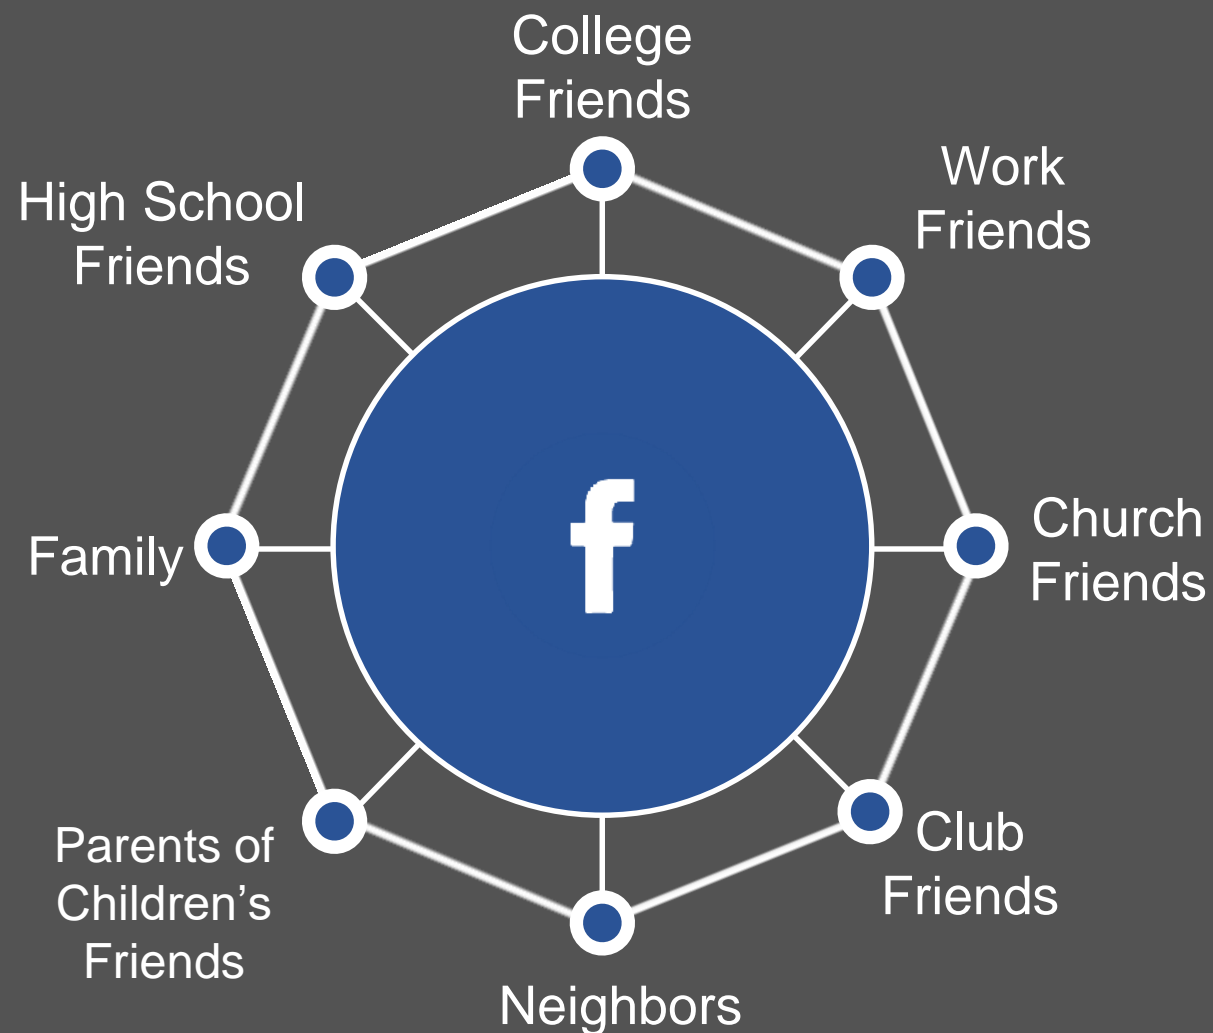 College
Friends
Work
Friends
High School
Friends
f
Church
Friends
Family
Club
Friends
Parents of
Children's
Friends
Neighbors